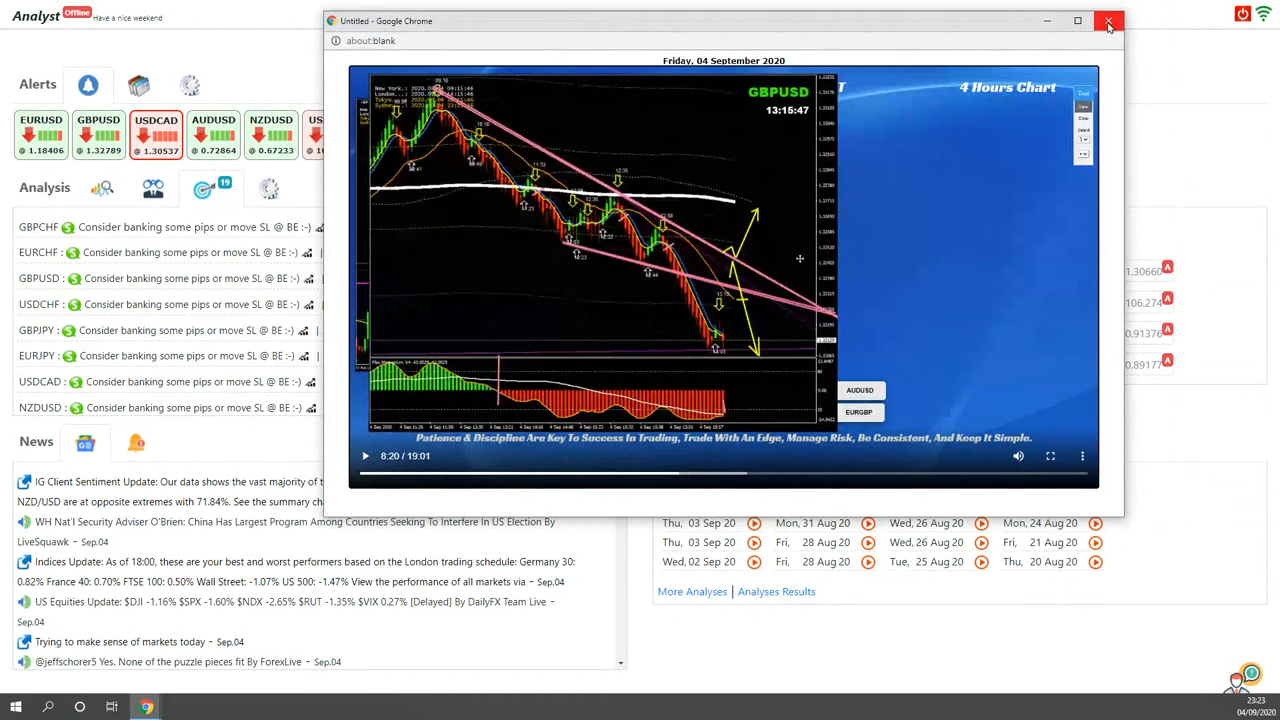 Analyst Offline Have a nice weekend
Untitled - Google Chrome
about:blank
Alerts
EURUSD GBPUSD USDCAD AUDUSD NZDUSD US
@ 1.18406 @ 1.3279 @ 1.30537 @ 0.72864 @ 0.67233 @ 10
Analysis 19
GBPCHF Consider banking some pips or move SL @ BE :-)
EURCHF : Consider banking some pips or move SL @ BE :-)
GBPUSD : Consider banking some pips or move SL @ BE :-) |
USDCHF : Consider banking some pips or move SL @ BE :-)
GBPJPY : Consider banking some pips or move SL @ BE :-) |
EURJPY : Consider banking some pips or move SL @ BE :-) |
USDCAD : Consider banking some pips or move SL @ BE :-)
NZDUSD : Consider banking some pips or move SL @ BE :-)
Friday, 04 September 2020
New York: 2020.09.04 09:15:46
GBPUSD
13:15:47
T 4 Hours Chart
AUDUSD
EURGBP
Patience & Discipline Are Key To Success In Trading, Trade With An Edge, Manage Risk, Be Consistent, And Keep It Simple.
8:20 / 19:01
1.30660 A
106.274 A
0.91376 A
0.89177 A
News
IG Client Sentiment Update: Our data shows the vast majority of t
NZD/USD are at opposite extremes with 71.84%. See the summary cha
WH Nat'l Security Adviser O'Brien: China Has Largest Program Among Countries Seeking To Interfere In US Election By
LiveSquawk - Sep.04
Indices Update: As of 18:00, these are your best and worst performers based on the London trading schedule: Germany 30:
0.82% France 40: 0.70% FTSE 100: 0.50% Wall Street: -1.07% US 500: -1.47% View the performance of all markets via -
Sep.04
US Equities Update: $DJI -1.16% $SPX -1.60% $NDX -2.65% $RUT -1.35% $VIX 0.27% [Delayed] By DailyFX Team Live -
Sep.04
Trying to make sense of markets today - Sep.04
@jeffschorer5 Yes. None of the puzzle pieces fit By ForexLive - Sep.04
Thu, 03 Sep 20 Mon, 31 Aug 20 Wed, 26 Aug 20 Mon, 24 Aug 20
Thu, 03 Sep 20 Fri, 28 Aug 20 Wed, 26 Aug 20 Fri, 21 Aug 20
Wed, 02 Sep 20 Fri, 28 Aug 20 Tue, 25 Aug 20 Thu, 20 Aug 20
More Analyses | Analyses Results
23:23
04/09/2020